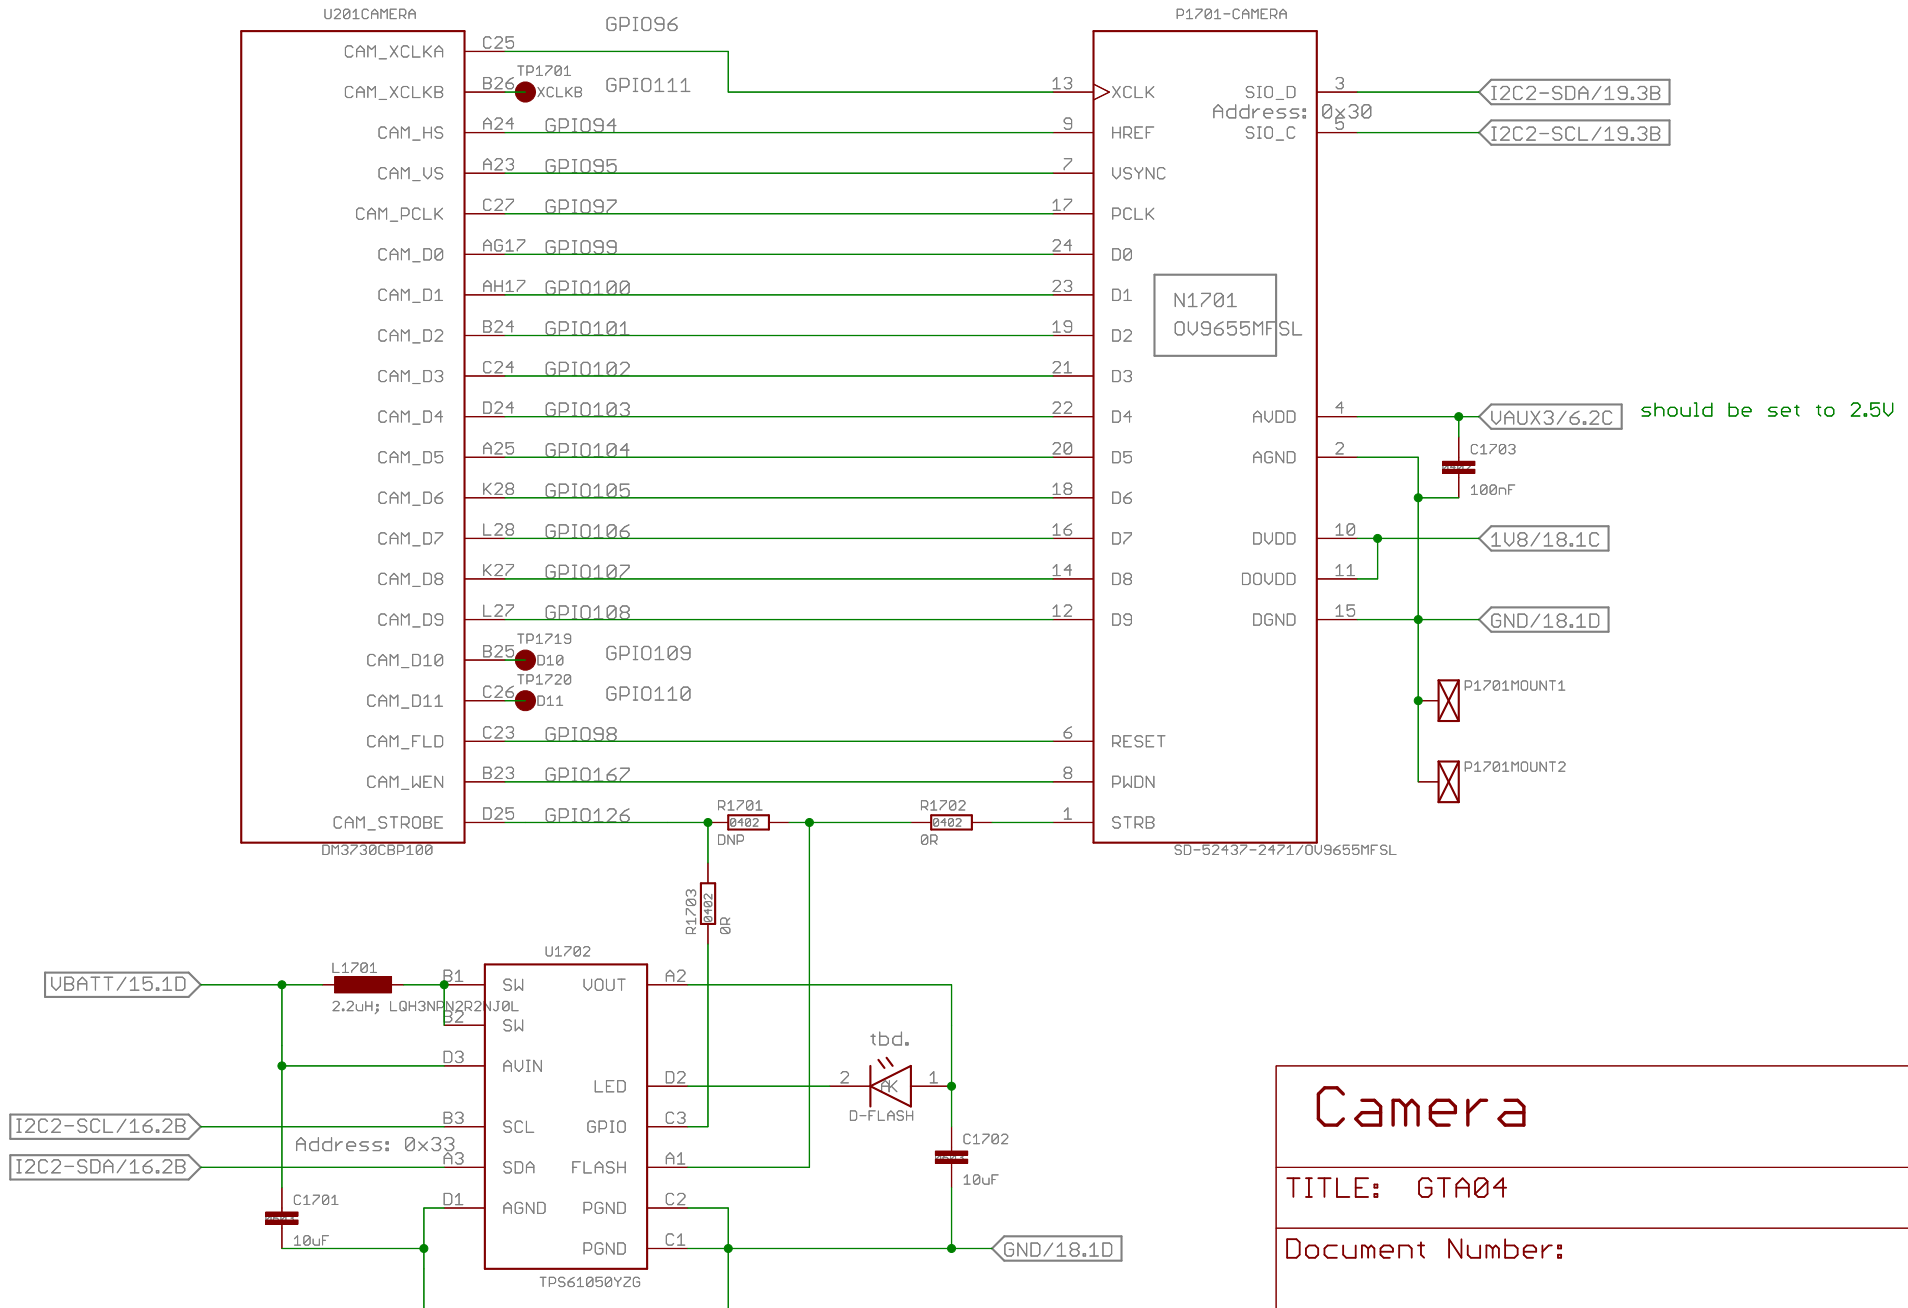 U201CAMERA
GPIO96
P1701-CAMERA
CAM_XCLKA C25
CAM_XCLKB B26 TP1701 XCLKB GPIO111 13 XCLK
SIO_D 3 I2C2-SDA/19.3B
Address: 0x30
CAM_HS A24 GPIO94 9 HREF
SIO_C 5 I2C2-SCL/19.3B
CAM_VS A23 GPIO95 7 VSYNC
CAM_PCLK C27 GPIO97 17 PCLK
CAM_D0 AG17 GPIO99 24 D0
CAM_D1 AH17 GPIO100 23 D1
N1701
OV9655MFSL
CAM_D2 B24 GPIO101 19 D2
CAM_D3 C24 GPIO102 21 D3
CAM_D4 D24 GPIO103 22 D4
AVDD 4 VAUX3/6.2C should be set to 2.5V
CAM_D5 A25 GPIO104 20 D5
AGND 2 C1703
100nF
CAM_D6 K28 GPIO105 18 D6
CAM_D7 L28 GPIO106 16 D7
DVDD 10 1V8/18.1C
CAM_D8 K27 GPIO107 14 D8
DOVDD 11
CAM_D9 L27 GPIO108 12 D9
DGND 15 GND/18.1D
CAM_D10 B25 TP1719 D10 GPIO109
CAM_D11 C26 TP1720 D11 GPIO110
P1701MOUNT1
CAM_FLD C23 GPIO98 6 RESET
CAM_WEN B23 GPIO167 8 PWDN
P1701MOUNT2
CAM_STROBE D25 GPIO126
R1701 0402 DNP
R1702 0402 0R
1 STRB
DM3730CBP100
SD-52437-2471/OV9655MFSL
R1703 0402 0R
U1702
VBATT/15.1D
L1701
2.2uH; LQH3NPN2R2NJ0L
B1 SW VOUT A2
B2 SW
D3 AVIN
tbd.
LED D2 2 AK 1
D-FLASH
I2C2-SCL/16.2B B3 SCL GPIO C3
Address: 0x33
I2C2-SDA/16.2B A3 SDA FLASH A1
C1702
10uF
C1701
10uF
D1 AGND PGND C2
PGND C1 GND/18.1D
TPS61050YZG
Camera
TITLE: GTA04
Document Number: